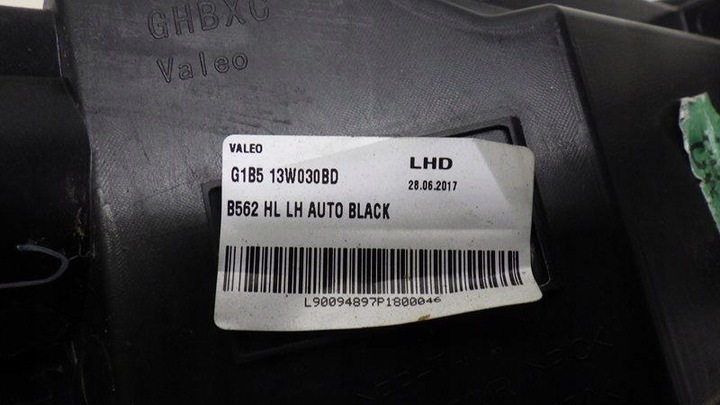 GHBXC
Valeo
VALEO
G1B5 13W030BD
LHD
28.06.2017
B562 HL LH AUTO BLACK
L90094897P1800046